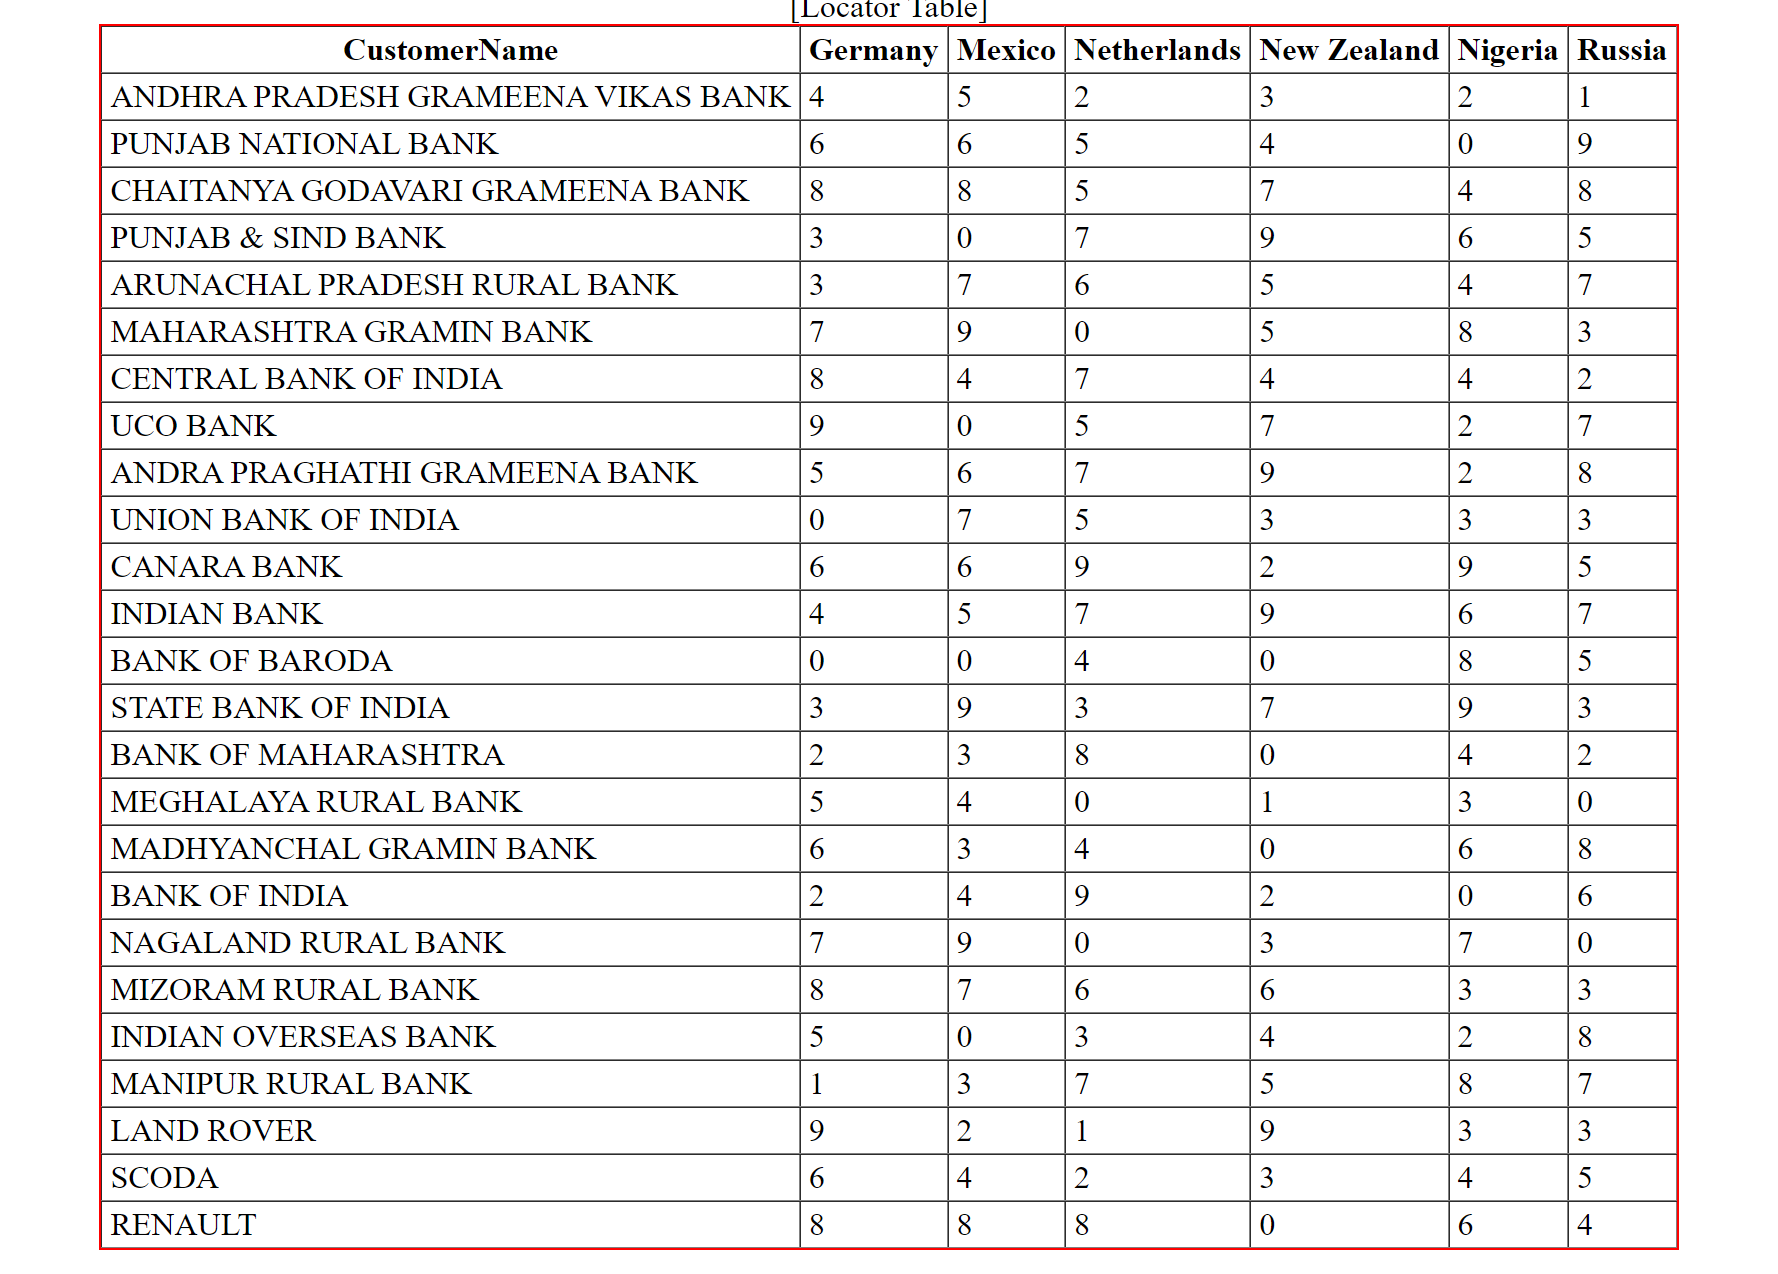 [Locator Table]
CustomerName Germany Mexico Netherlands New Zealand Nigeria Russia
ANDHRA PRADESH GRAMEENA VIKAS BANK 4 5 2 3 2 1
PUNJAB NATIONAL BANK 6 6 5 4 0 9
CHAITANYA GODAVARI GRAMEENA BANK 8 8 5 7 4 8
PUNJAB & SIND BANK 3 0 7 9 6 5
ARUNACHAL PRADESH RURAL BANK 3 7 6 5 4 7
MAHARASHTRA GRAMIN BANK 7 9 0 5 8 3
CENTRAL BANK OF INDIA 8 4 7 4 4 2
UCO BANK 9 0 5 7 2 7
ANDRA PRAGHATHI GRAMEENA BANK 5 6 7 9 2 8
UNION BANK OF INDIA 0 7 5 3 3 3
CANARA BANK 6 6 9 2 9 5
INDIAN BANK 4 5 7 9 6 7
BANK OF BARODA 0 0 4 0 8 5
STATE BANK OF INDIA 3 9 3 7 9 3
BANK OF MAHARASHTRA 2 3 8 0 4 2
MEGHALAYA RURAL BANK 5 4 0 1 3 0
MADHYANCHAL GRAMIN BANK 6 3 4 0 6 8
BANK OF INDIA 2 4 9 2 0 6
NAGALAND RURAL BANK 7 9 0 3 7 0
MIZORAM RURAL BANK 8 7 6 6 3 3
INDIAN OVERSEAS BANK 5 0 3 4 2 8
MANIPUR RURAL BANK 1 3 7 5 8 7
LAND ROVER 9 2 1 9 3 3
SCODA 6 4 2 3 4 5
RENAULT 8 8 8 0 6 4